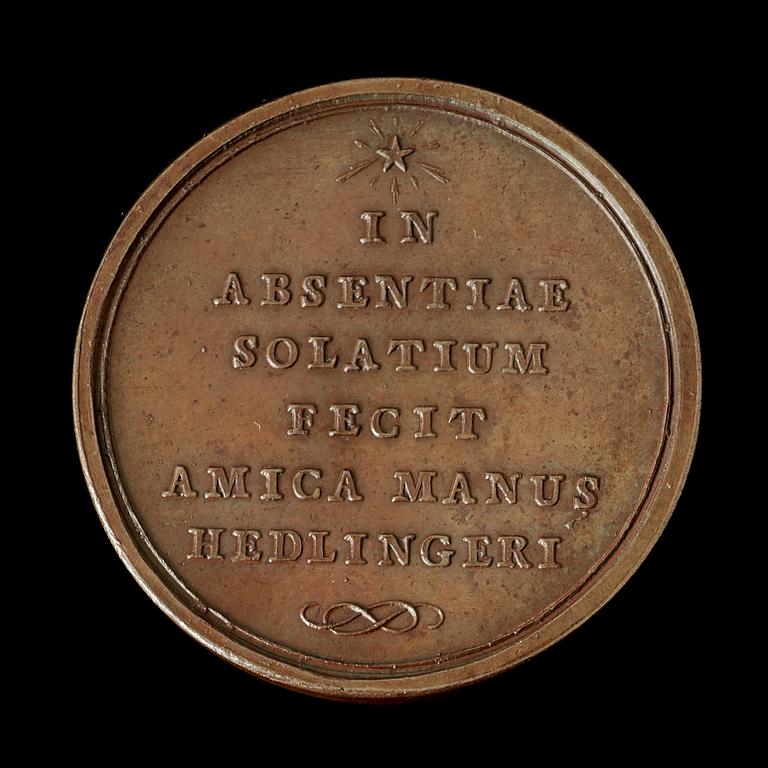 IN
ABSENTIAE
SOLATIUM
FECIT
AMICA MANUS
HEDLINGERI